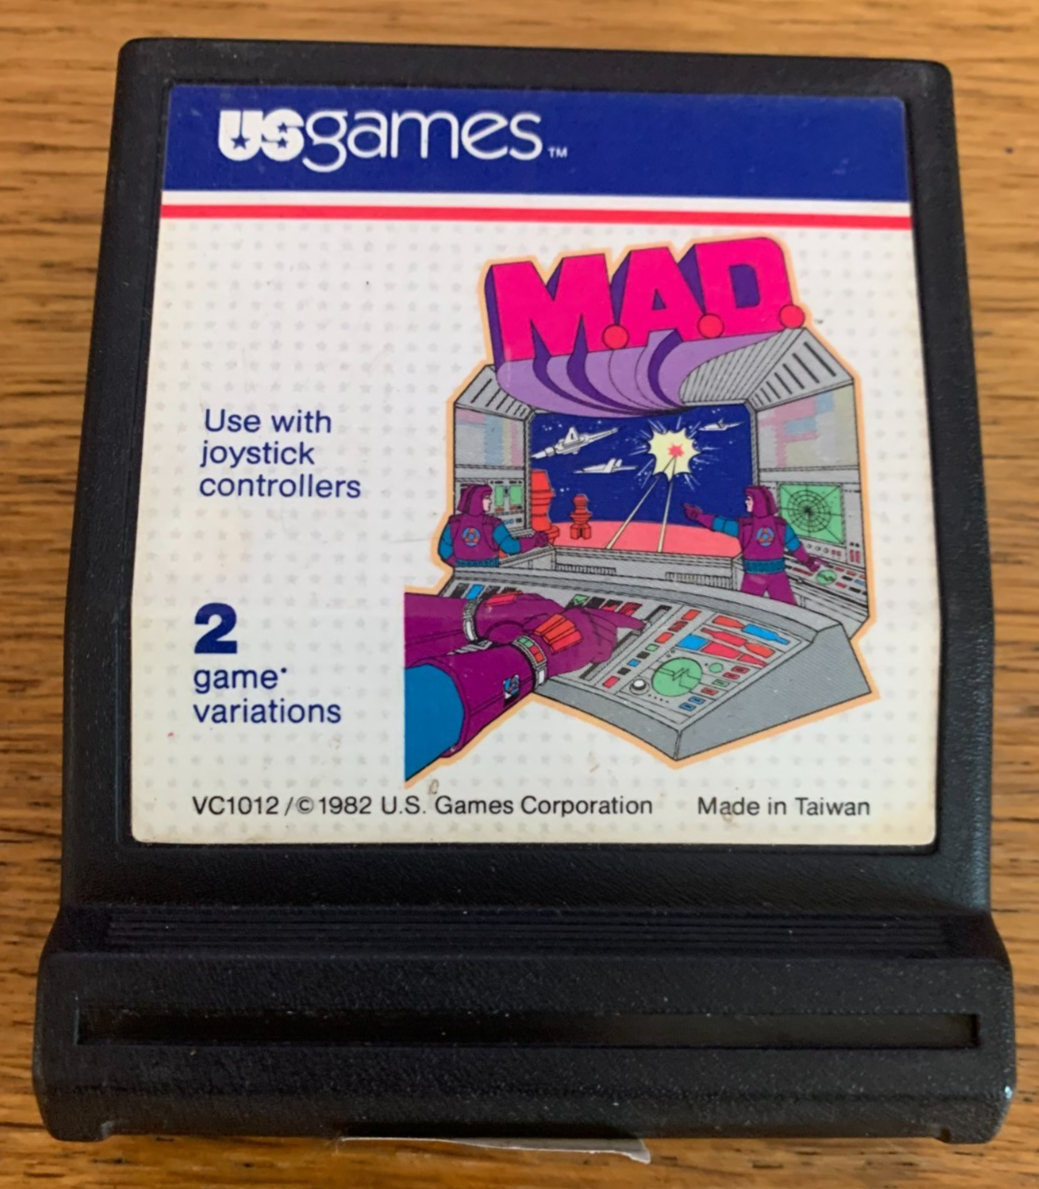 usgames™
M.A.D.
Use with
joystick
controllers
2
game
variations
VC1012/©1982 U.S. Games Corporation Made in Taiwan